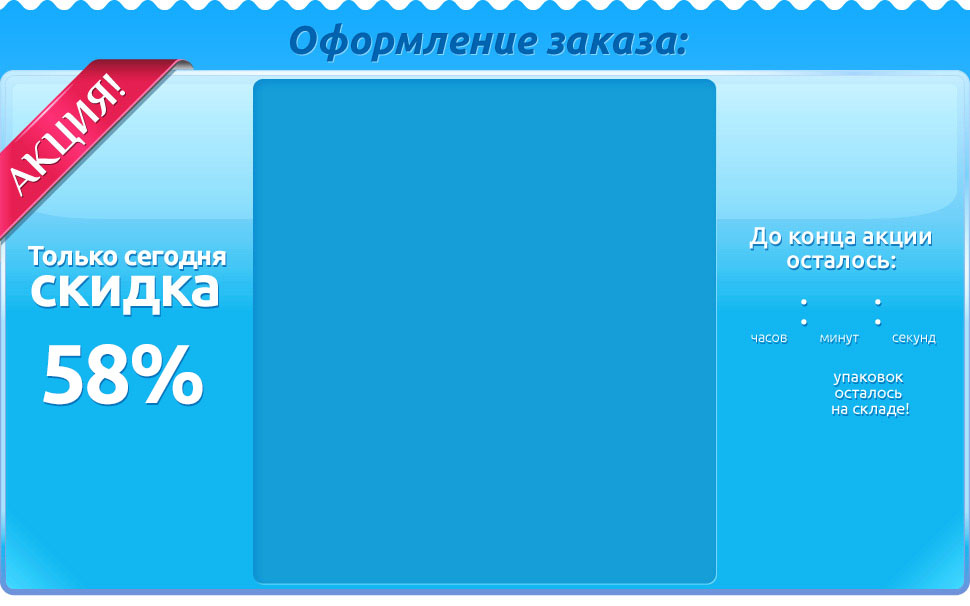 Оформление заказа:
АКЦИЯ!
Только сегодня
скидка
58%
До конца акции
осталось:
: :
часов минут секунд
упаковок
осталось
на складе!